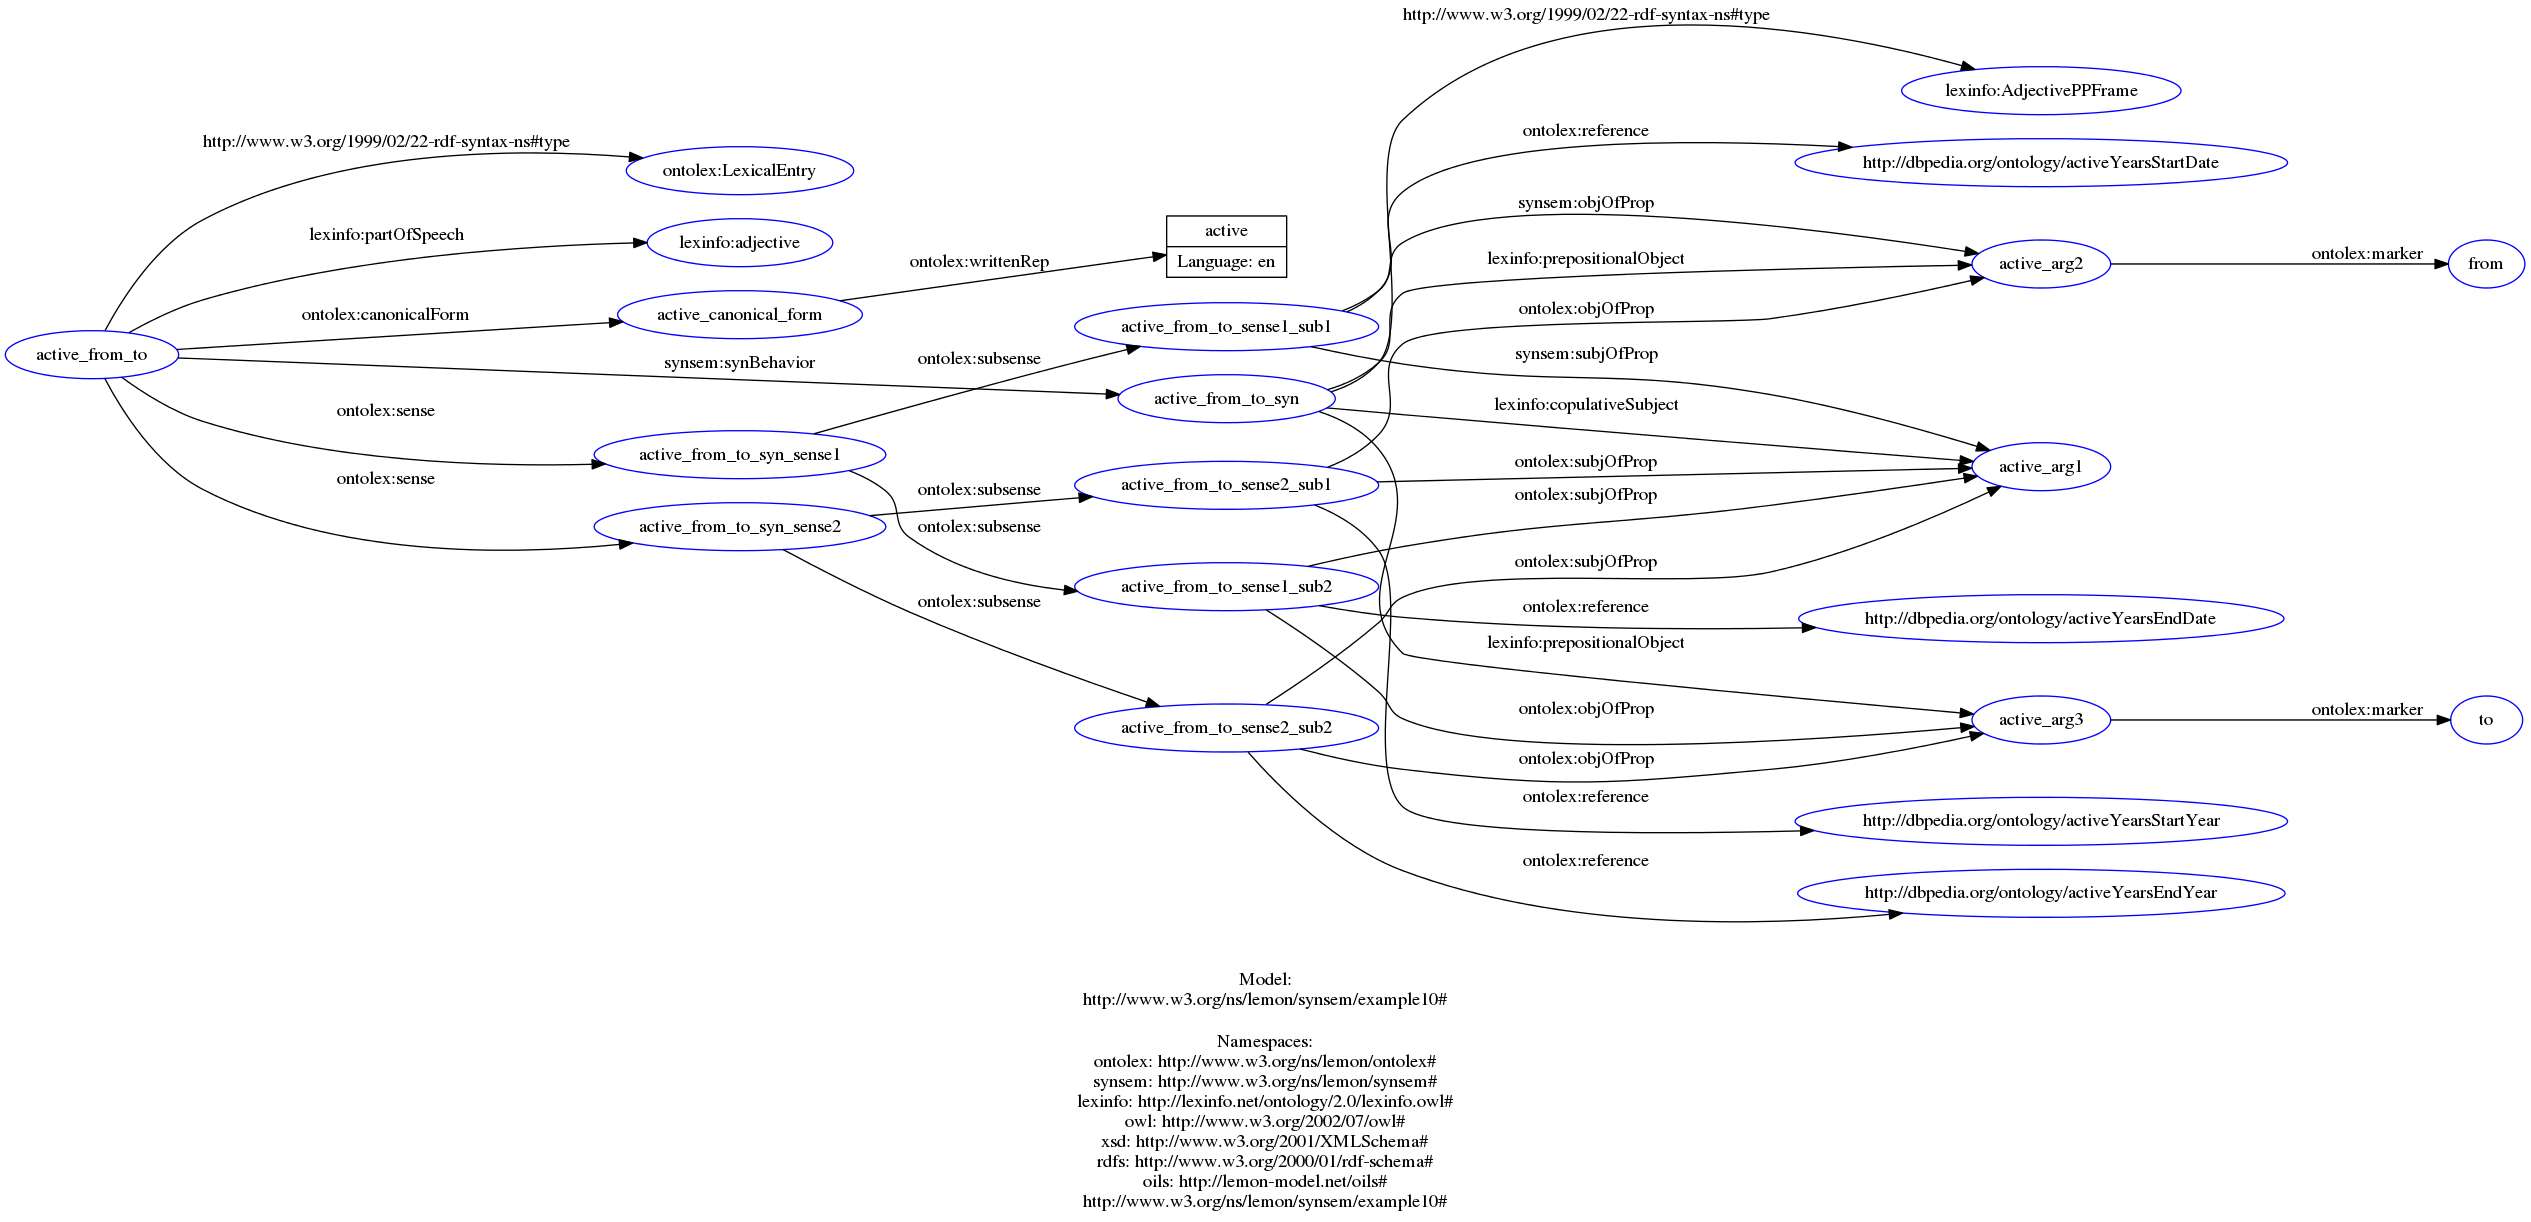 http://www.w3.org/1999/02/22-rdf-syntax-ns#type
lexinfo:AdjectivePPFrame
ontolex:reference
http://www.w3.org/1999/02/22-rdf-syntax-ns#type
http://dbpedia.org/ontology/activeYearsStartDate
ontolex:LexicalEntry
synsem:objOfProp
active
lexinfo:partOfSpeech
lexinfo:adjective
ontolex:marker
lexinfo:prepositionalObject
ontolex:writtenRep
Language: en
active_arg2
from
ontolex:objOfProp
ontolex:canonicalForm
active_canonical_form
active_from_to_sense1_sub1
active_from_to
synsem:subjOfProp
ontolex:subsense
synsem:synBehavior
active_from_to_syn
lexinfo:copulativeSubject
ontolex:sense
active_from_to_syn_sense1
ontolex:subjOfProp
active_arg1
ontolex:sense
ontolex:subsense
active_from_to_sense2_sub1
ontolex:subjOfProp
active_from_to_syn_sense2
ontolex:subsense
ontolex:subjOfProp
active_from_to_sense1_sub2
ontolex:subsense
ontolex:reference
http://dbpedia.org/ontology/activeYearsEndDate
lexinfo:prepositionalObject
ontolex:objOfProp
ontolex:marker
active_arg3
to
active_from_to_sense2_sub2
ontolex:objOfProp
ontolex:reference
http://dbpedia.org/ontology/activeYearsStartYear
ontolex:reference
http://dbpedia.org/ontology/activeYearsEndYear
Model:
http://www.w3.org/ns/lemon/synsem/example10#
Namespaces:
ontolex: http://www.w3.org/ns/lemon/ontolex#
synsem: http://www.w3.org/ns/lemon/synsem#
lexinfo: http://lexinfo.net/ontology/2.0/lexinfo.owl#
owl: http://www.w3.org/2002/07/owl#
xsd: http://www.w3.org/2001/XMLSchema#
rdfs: http://www.w3.org/2000/01/rdf-schema#
oils: http://lemon-model.net/oils#
http://www.w3.org/ns/lemon/synsem/example10#